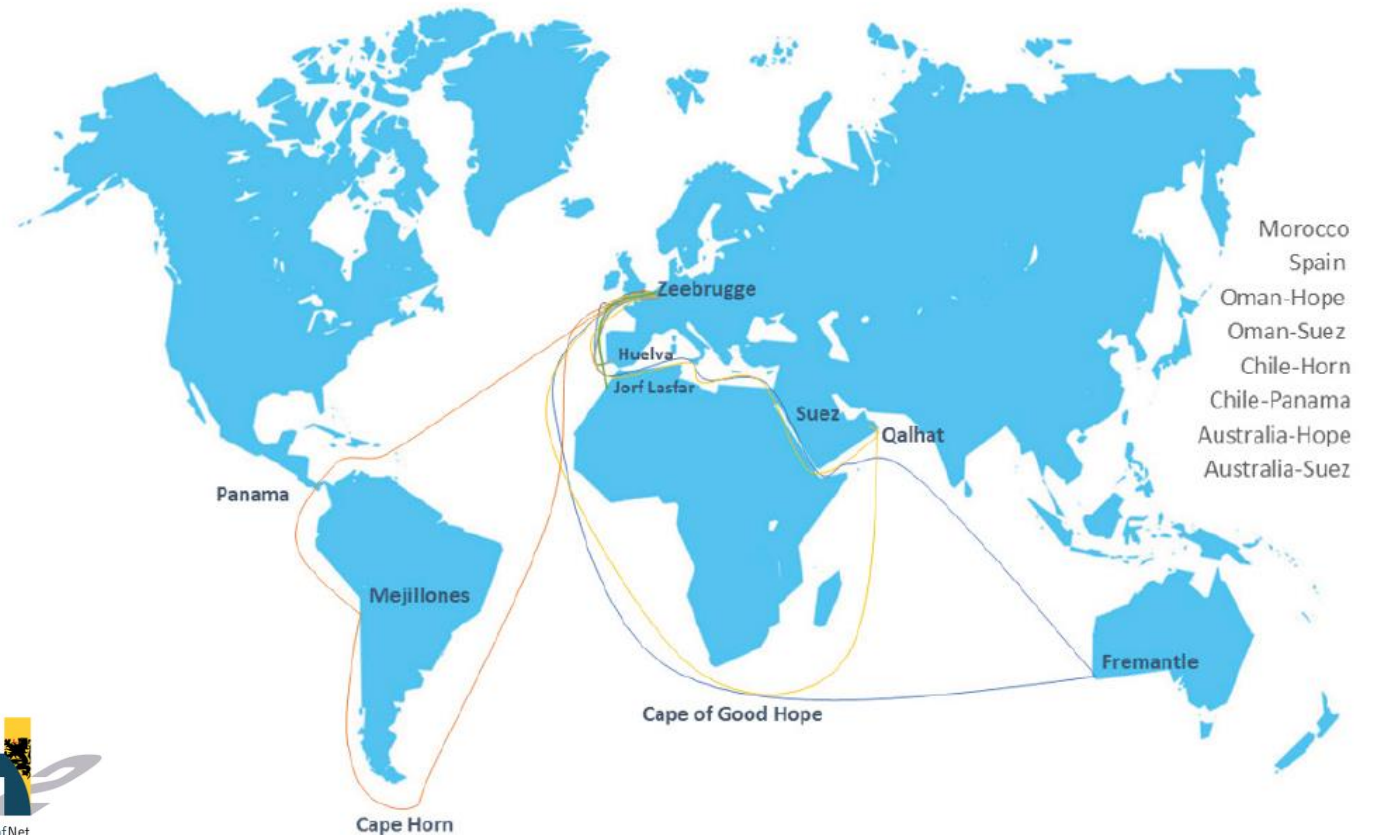 Morocco
Spain
Zeebrugge
Oman-Hope
Oman-Suez
Huelva
Chile-Horn
Jorf Lasfar
Chile-Panama
Suez
Qalhat
Australia-Hope
Australia-Suez
Panama
Mejillones
Fremantle
Cape of Good Hope
Cape Horn